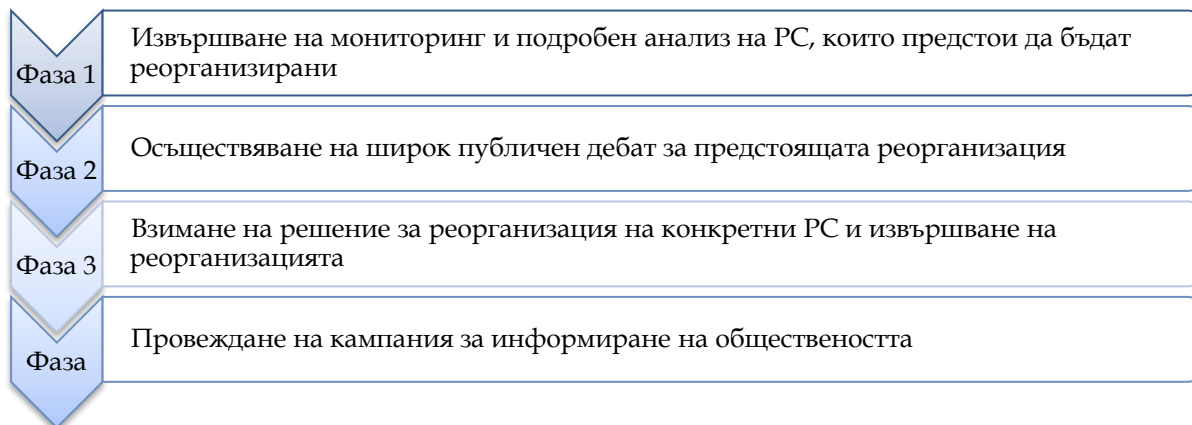 Фаза 1
Извършване на мониторинг и подробен анализ на РС, които предстои да бъдат
реорганизирани
Фаза 2
Осъществяване на широк публичен дебат за предстоящата реорганизация
Фаза 3
Взимане на решение за реорганизация на конкретни РС и извършване на
реорганизацията
Фаза
Провеждане на кампания за информиране на обществеността